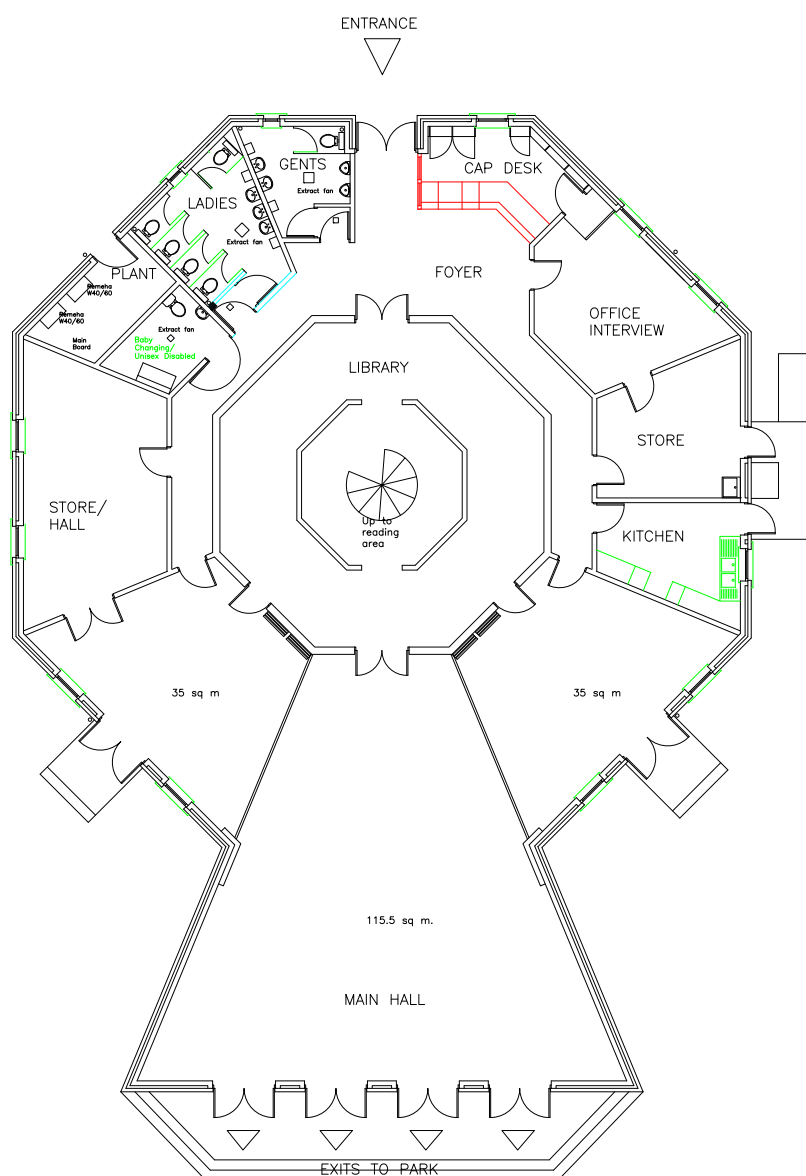 ENTRANCE
GENTS
CAP DESK
Extract fan
LADIES
Extract fan
PLANT
FOYER
Remeha
W40/60
Remeha
W40/60
OFFICE
INTERVIEW
Extract fan
Main
Board
Baby
Changing/
Unisex Disabled
LIBRARY
STORE
STORE/
HALL
Up to
reading
area
KITCHEN
35 sq m
35 sq m
115.5 sq m.
MAIN HALL
EXITS TO PARK